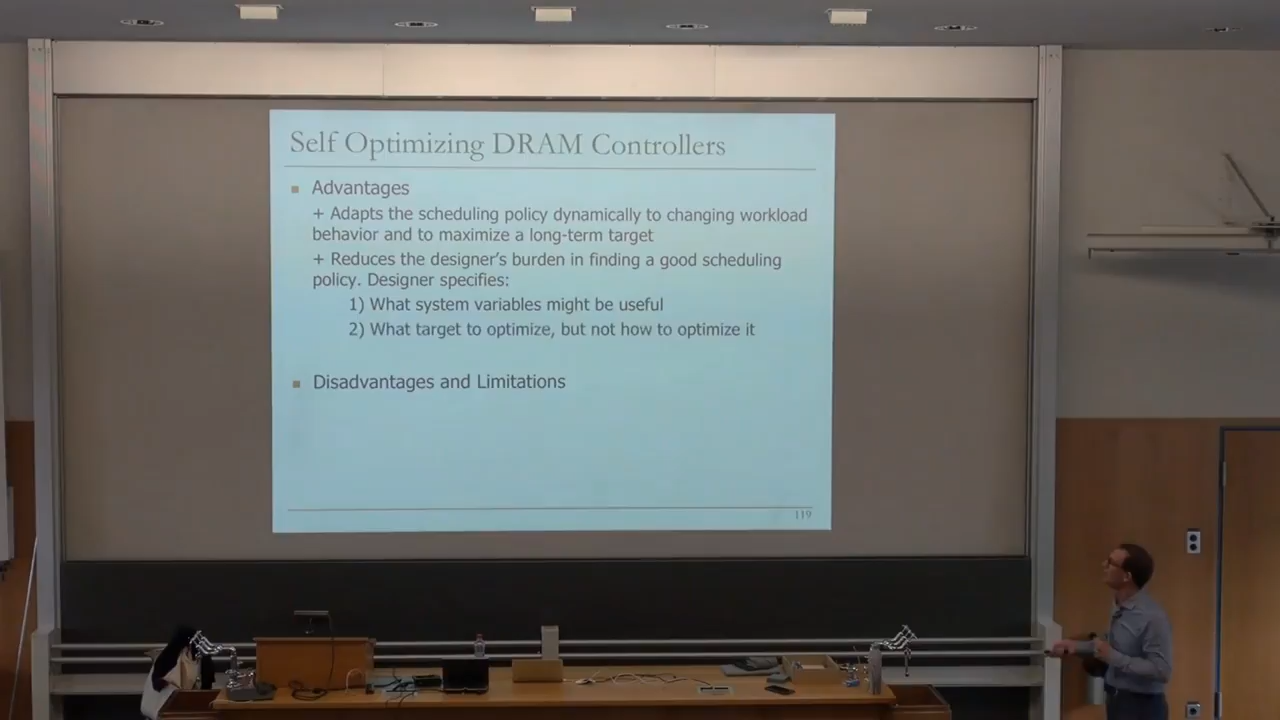 Self Optimizing DRAM Controllers
Advantages
+ Adapts the scheduling policy dynamically to changing workload
behavior and to maximize a long-term target
+ Reduces the designer's burden in finding a good scheduling
policy. Designer specifies:
1) What system variables might be useful
2) What target to optimize, but not how to optimize it
Disadvantages and Limitations
119